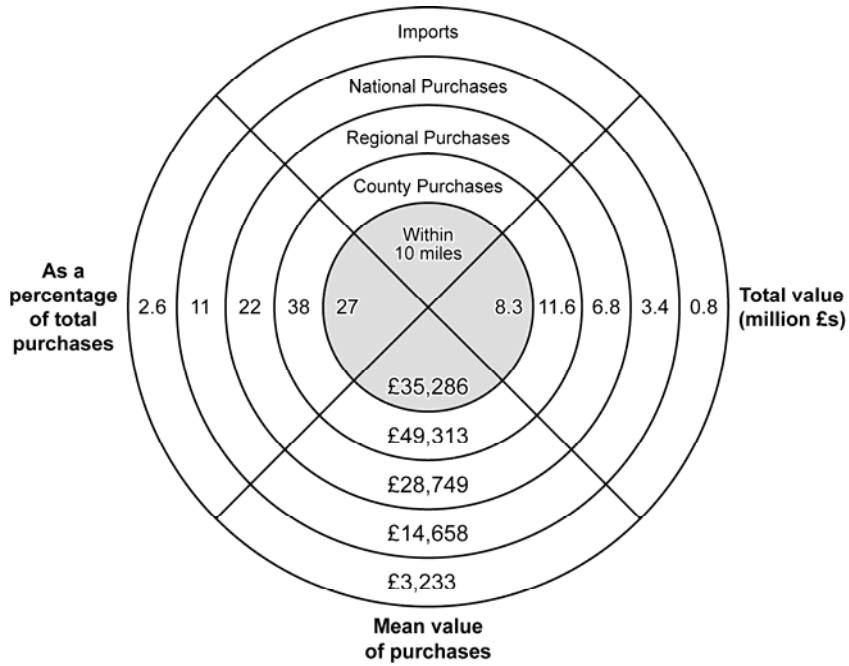 Imports
National Purchases
Regional Purchases
County Purchases
Within
10 miles
As a
percentage
of total
purchases
2.6 11 22 38 27 8.3 11.6 6.8 3.4 0.8
Total value
(million £s)
£35,286
£49,313
£28,749
£14,658
£3,233
Mean value
of purchases